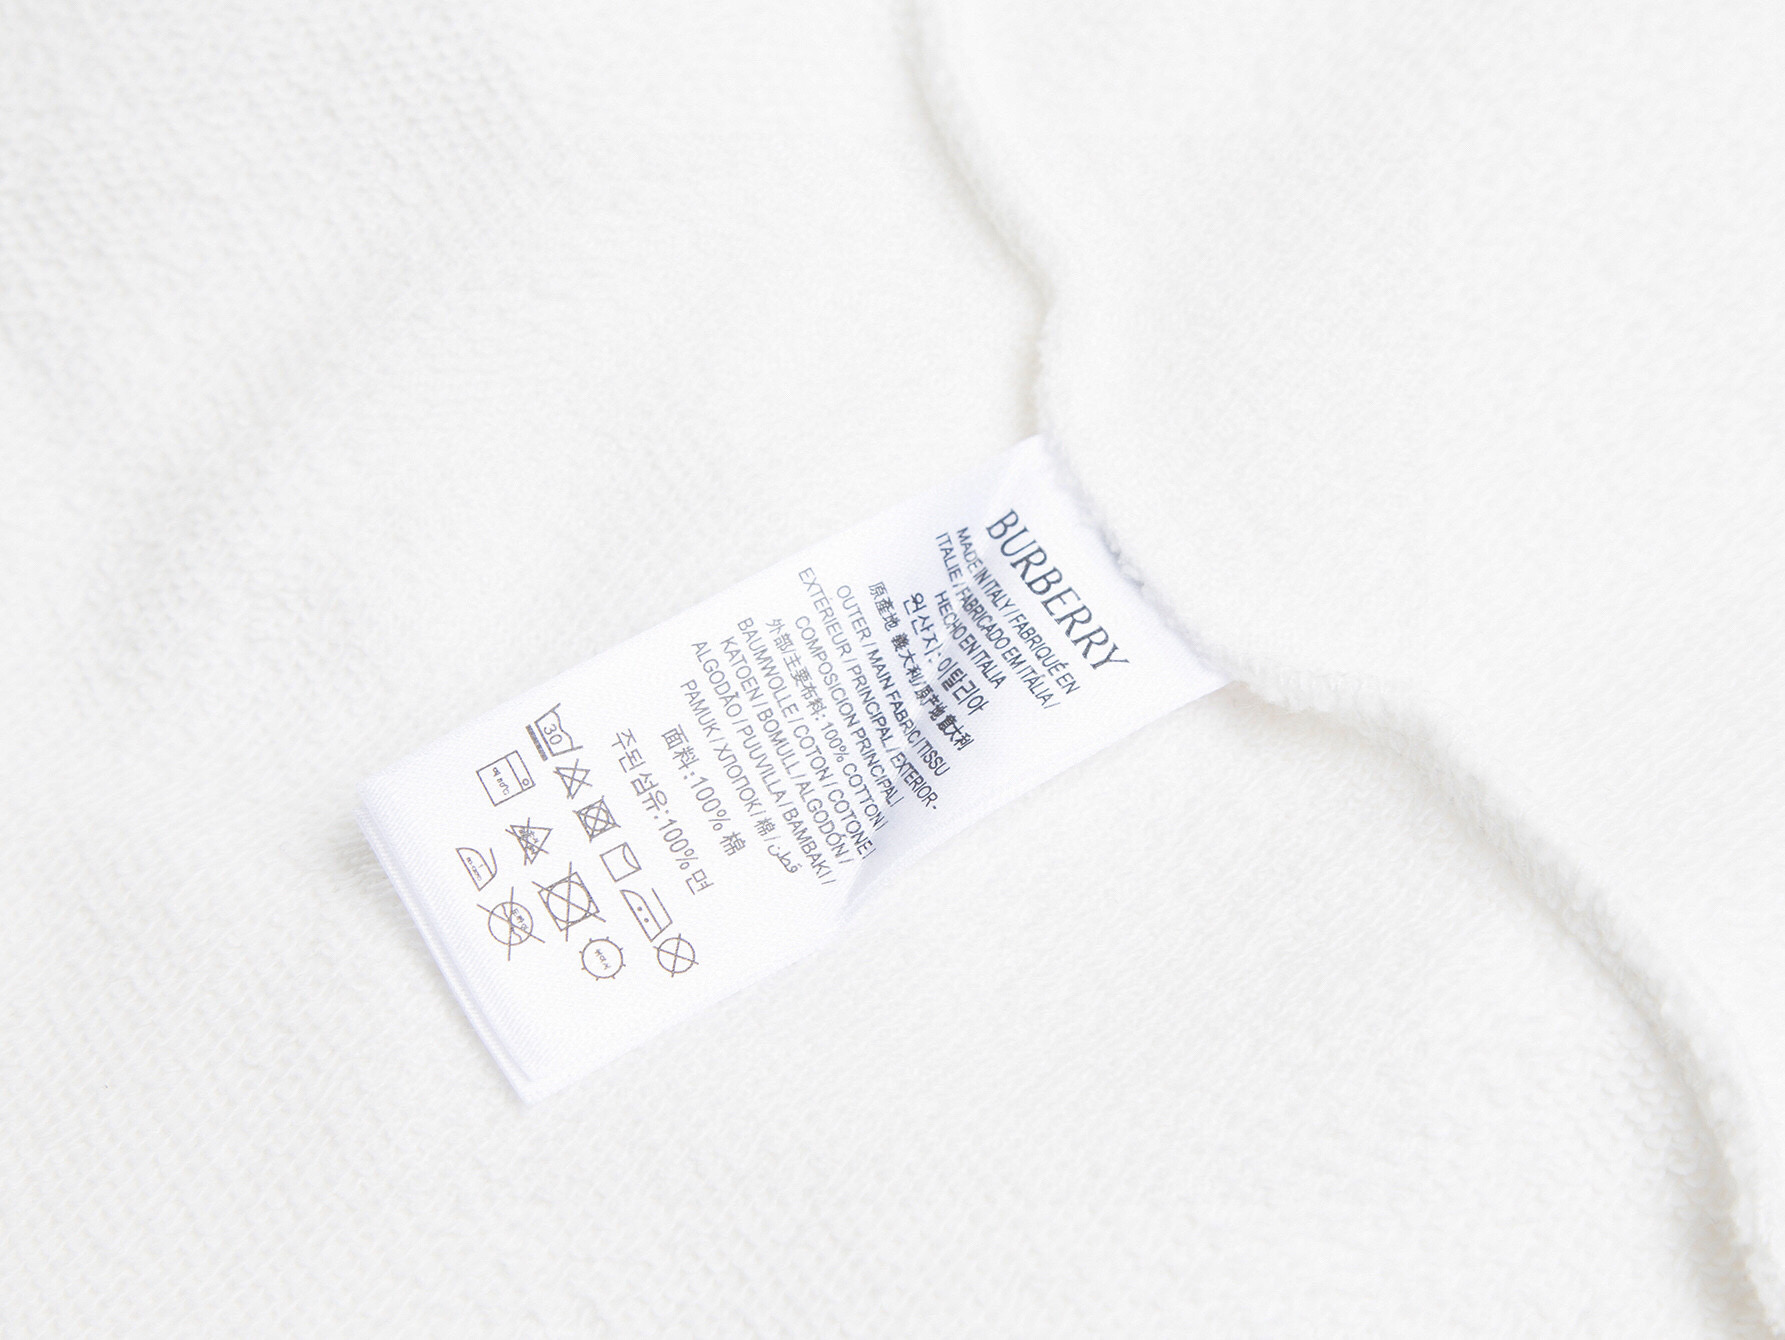 BURBERRY
MADE IN ITALY / FABRIQUÉ EN
ITALIE / FABRICADO EM ITÁLIA /
HECHO EN ITALIA
원산지: 이탈리아
原產地 義大利/原产地意大利
OUTER / MAIN FABRIC / TISSU
EXTÉRIEUR / PRINCIPAL / EXTERIOR -
COMPOSICION PRINCIPAL/
外部/主要布料:100% COTTON/
BAUMWOLLE / COTON / COTONE/
KATOEN / BOMULL / ALGODÓN /
ALGODÃO / PUUVILLA / BAMBAKI /
PAMUK / ХЛОПОК / 棉 / قطن
面料:100% 棉
주된섬유:100%면
30